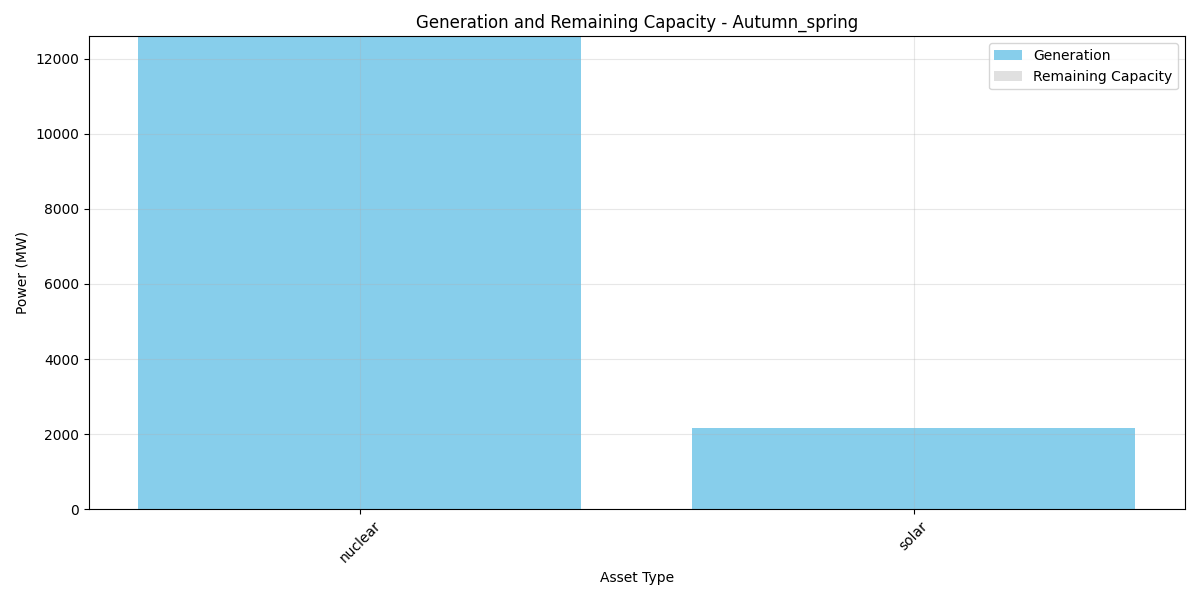 Generation and Remaining Capacity - Autumn_spring
Generation
Remaining Capacity
12000
10000
8000
6000
4000
2000
0
Power (MW)
nuclear
solar
Asset Type